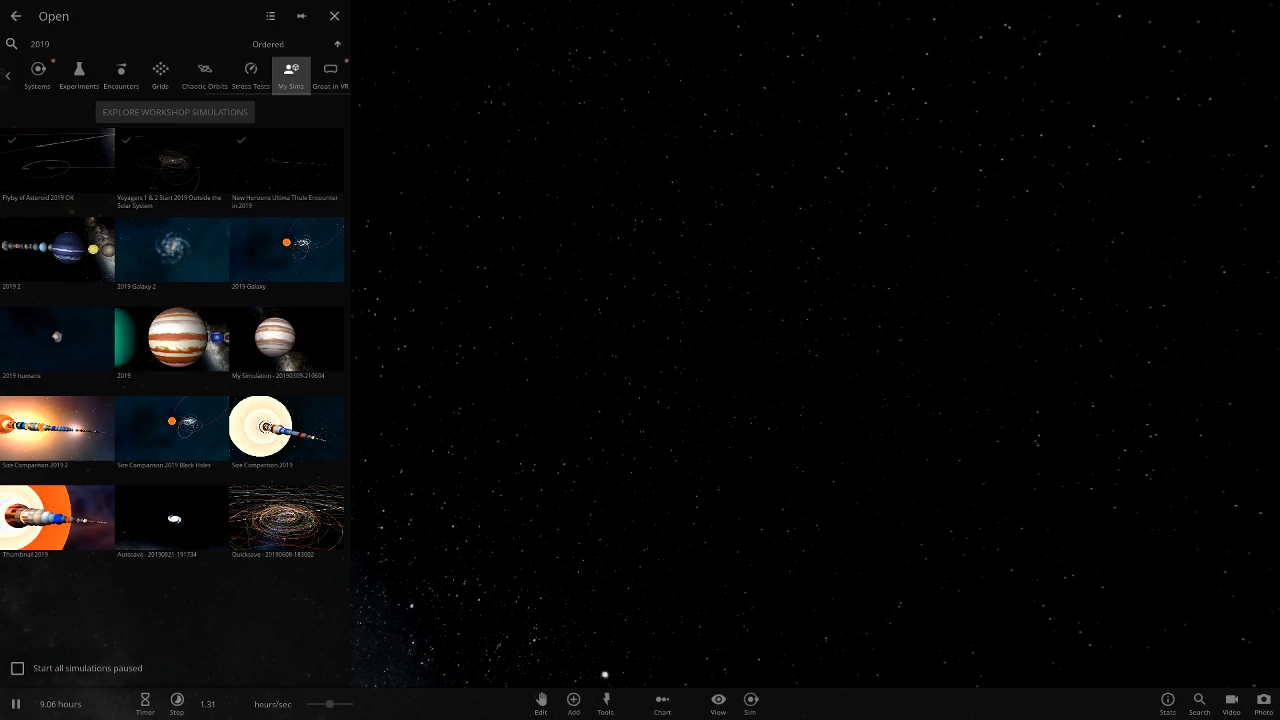 Open
2019
Ordered
Systems
Experiments
Encounters
Grids
Chaotic Orbits
Stress Tests
My Sims
Great in VR
EXPLORE WORKSHOP SIMULATIONS
Flyby of Asteroid 2019 OK
Voyagers 1 & 2 Start 2019 Outside the
Solar System
New Horizons Ultima Thule Encounter
in 2019
2019 2
2019 Galaxy 2
2019 Galaxy
2019 humans
2019
My Simulation - 20190309-210604
Size Comparison 2019 2
Size Comparison 2019 Black Holes
Size Comparison 2019
Thumbnail 2019
Autosave - 20190821-191734
Quicksave - 20190608-183002
Start all simulations paused
9.06 hours
Timer
Step
1.31
hours/sec
Edit
Add
Tools
Chart
View
Sim
Stats
Search
Video
Photo